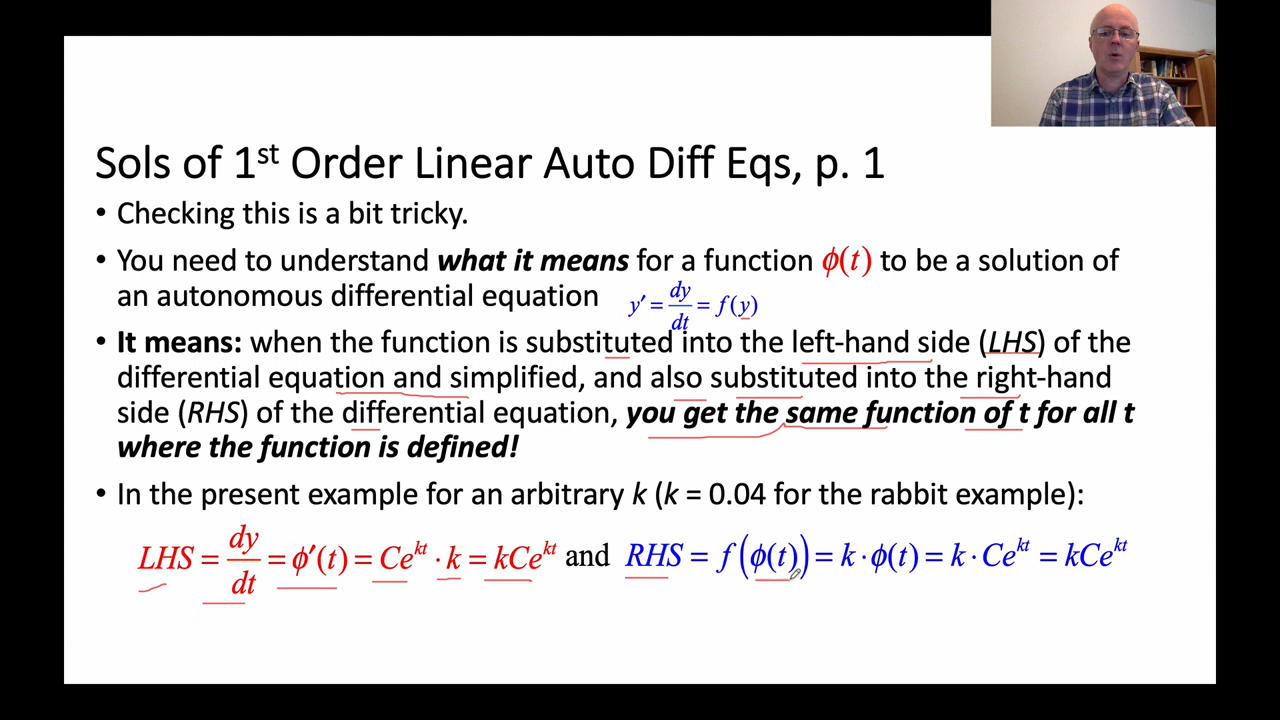 Sols of 1st Order Linear Auto Diff Eqs, p. 1
• Checking this is a bit tricky.
• You need to understand what it means for a function ϕ(t) to be a solution of
an autonomous differential equation y′ = dy/dt = f(y)
• It means: when the function is substituted into the left-hand side (LHS) of the
differential equation and simplified, and also substituted into the right-hand
side (RHS) of the differential equation, you get the same function of t for all t
where the function is defined!
• In the present example for an arbitrary k (k = 0.04 for the rabbit example):
LHS = dy/dt = ϕ′(t) = Ce^{kt} · k = kCe^{kt} and RHS = f(ϕ(t)) = k · ϕ(t) = k · Ce^{kt} = kCe^{kt}